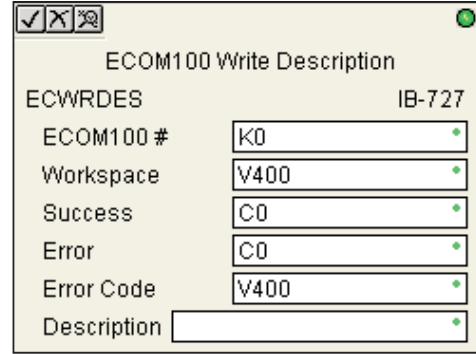 ECOM100 Write Description
ECWRDES IB-727
ECOM100 # K0
Workspace V400
Success C0
Error C0
Error Code V400
Description